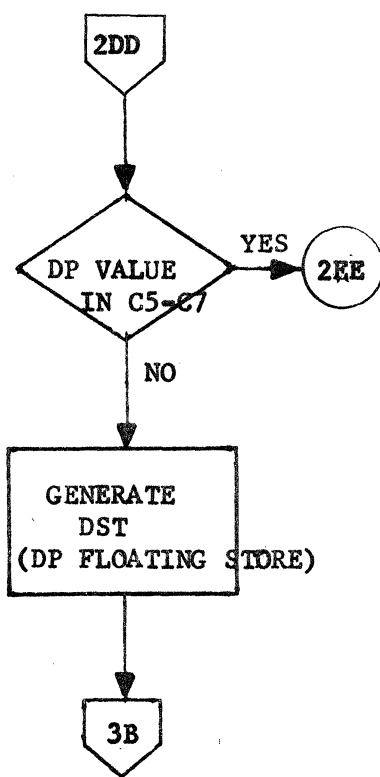 2DD
DP VALUE
IN C5-C7
YES
2EE
NO
GENERATE
DST
(DP FLOATING STORE)
3B